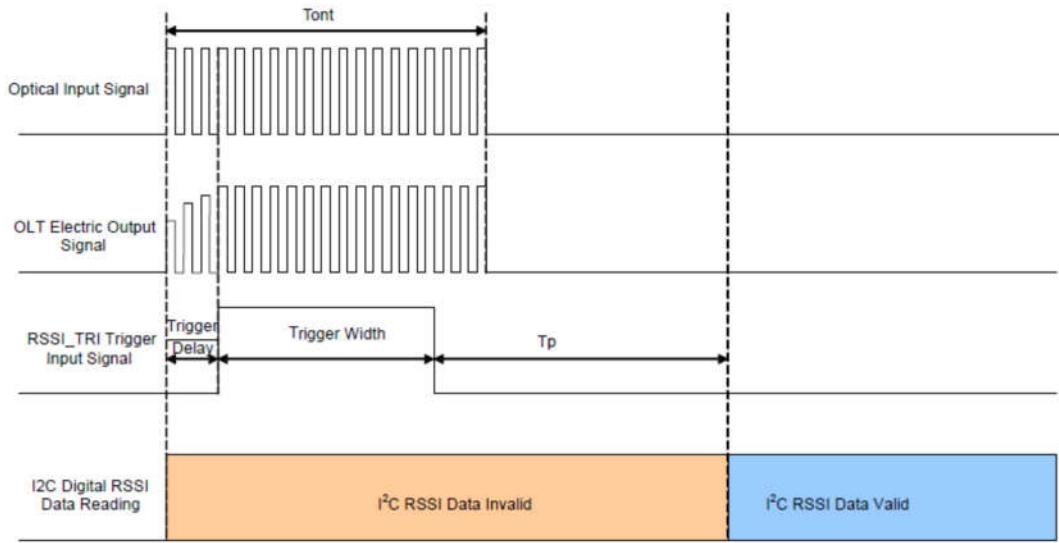 Tont
Optical Input Signal
OLT Electric Output
Signal
RSSI_TRI Trigger
Input Signal
Trigger
Delay
Trigger Width
Tp
I2C Digital RSSI
Data Reading
I²C RSSI Data Invalid
I²C RSSI Data Valid